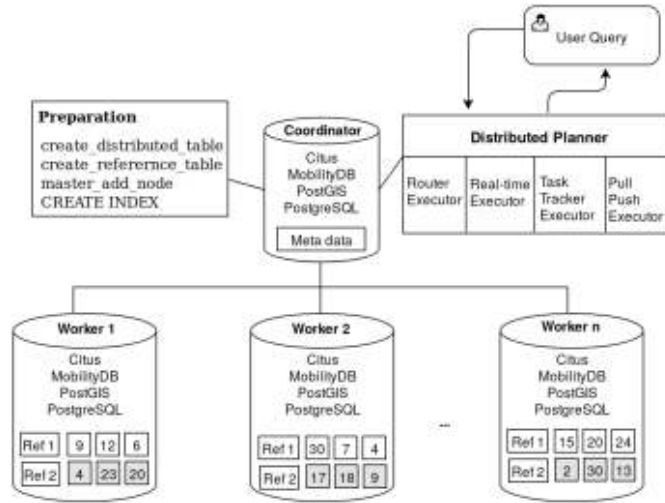 User Query
Preparation
create_distributed_table
create_referernce_table
master_add_node
CREATE INDEX
Coordinator
Citus
MobilityDB
PostGIS
PostgreSQL
Meta data
Distributed Planner
Router Executor
Real-time Executor
Task Tracker Executor
Pull Push Executor
Worker 1
Citus
MobilityDB
PostGIS
PostgreSQL
Ref 1 9 12 6
Ref 2 4 23 20
Worker 2
Citus
MobilityDB
PostGIS
PostgreSQL
Ref 1 30 7 4
Ref 2 17 18 9
...
Worker n
Citus
MobilityDB
PostGIS
PostgreSQL
Ref 1 15 20 24
Ref 2 2 30 13